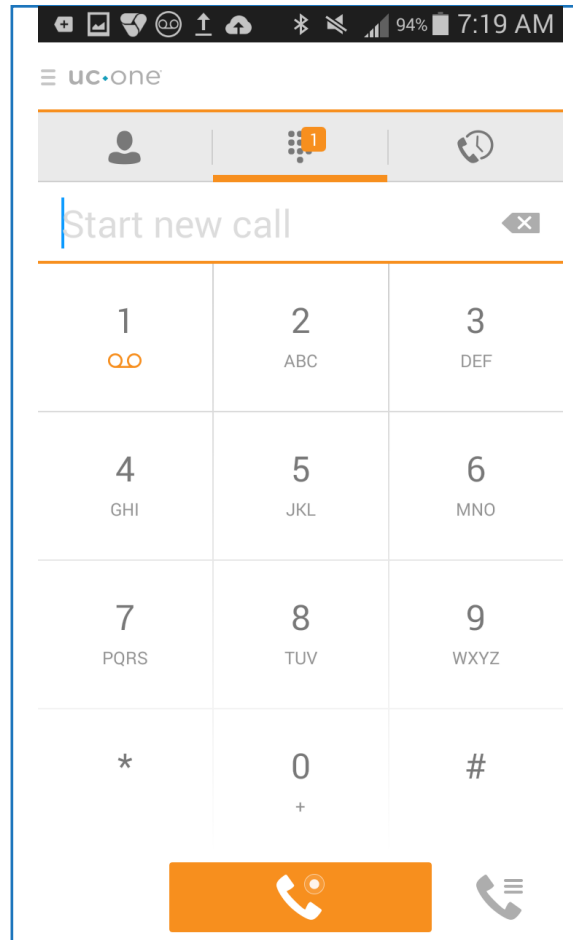 94% 7:19 AM
uc·one
1
Start new call
1 2 3
ABC DEF
4 5 6
GHI JKL MNO
7 8 9
PQRS TUV WXYZ
* 0 #
+